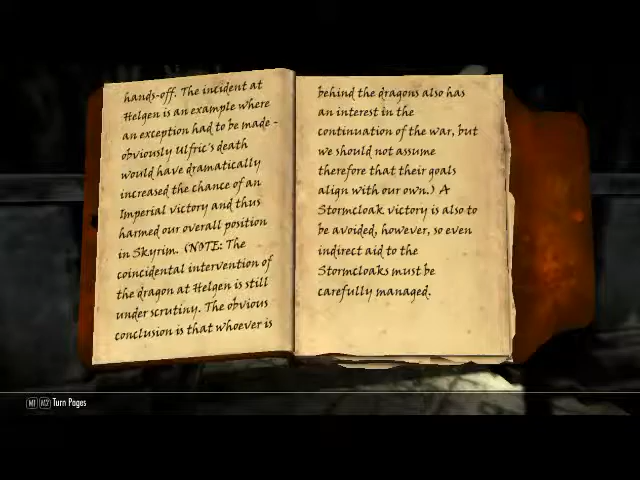 hands-off. The incident at
Helgen is an example where
an exception had to be made -
obviously Ulfric's death
would have dramatically
increased the chance of an
Imperial victory and thus
harmed our overall position
in Skyrim. (NOTE: The
coincidental intervention of
the dragon at Helgen is still
under scrutiny. The obvious
conclusion is that whoever is
behind the dragons also has
an interest in the
continuation of the war, but
we should not assume
therefore that their goals
align with our own.) A
Stormcloak victory is also to
be avoided, however, so even
indirect aid to the
Stormcloaks must be
carefully managed.
M1 M2 Turn Pages